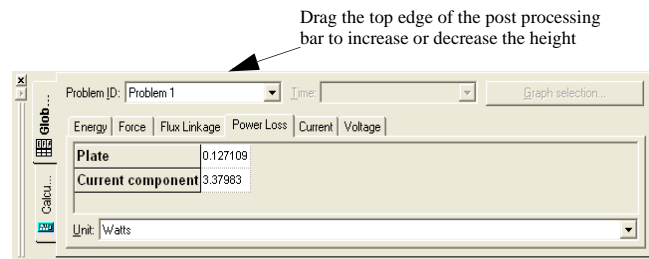 Drag the top edge of the post processing
bar to increase or decrease the height
Problem ID: Problem 1 Time: Graph selection...
Glob...
Energy Force Flux Linkage Power Loss Current Voltage
Plate 0.127109
Current component 3.37983
Calcu...
Unit: Watts